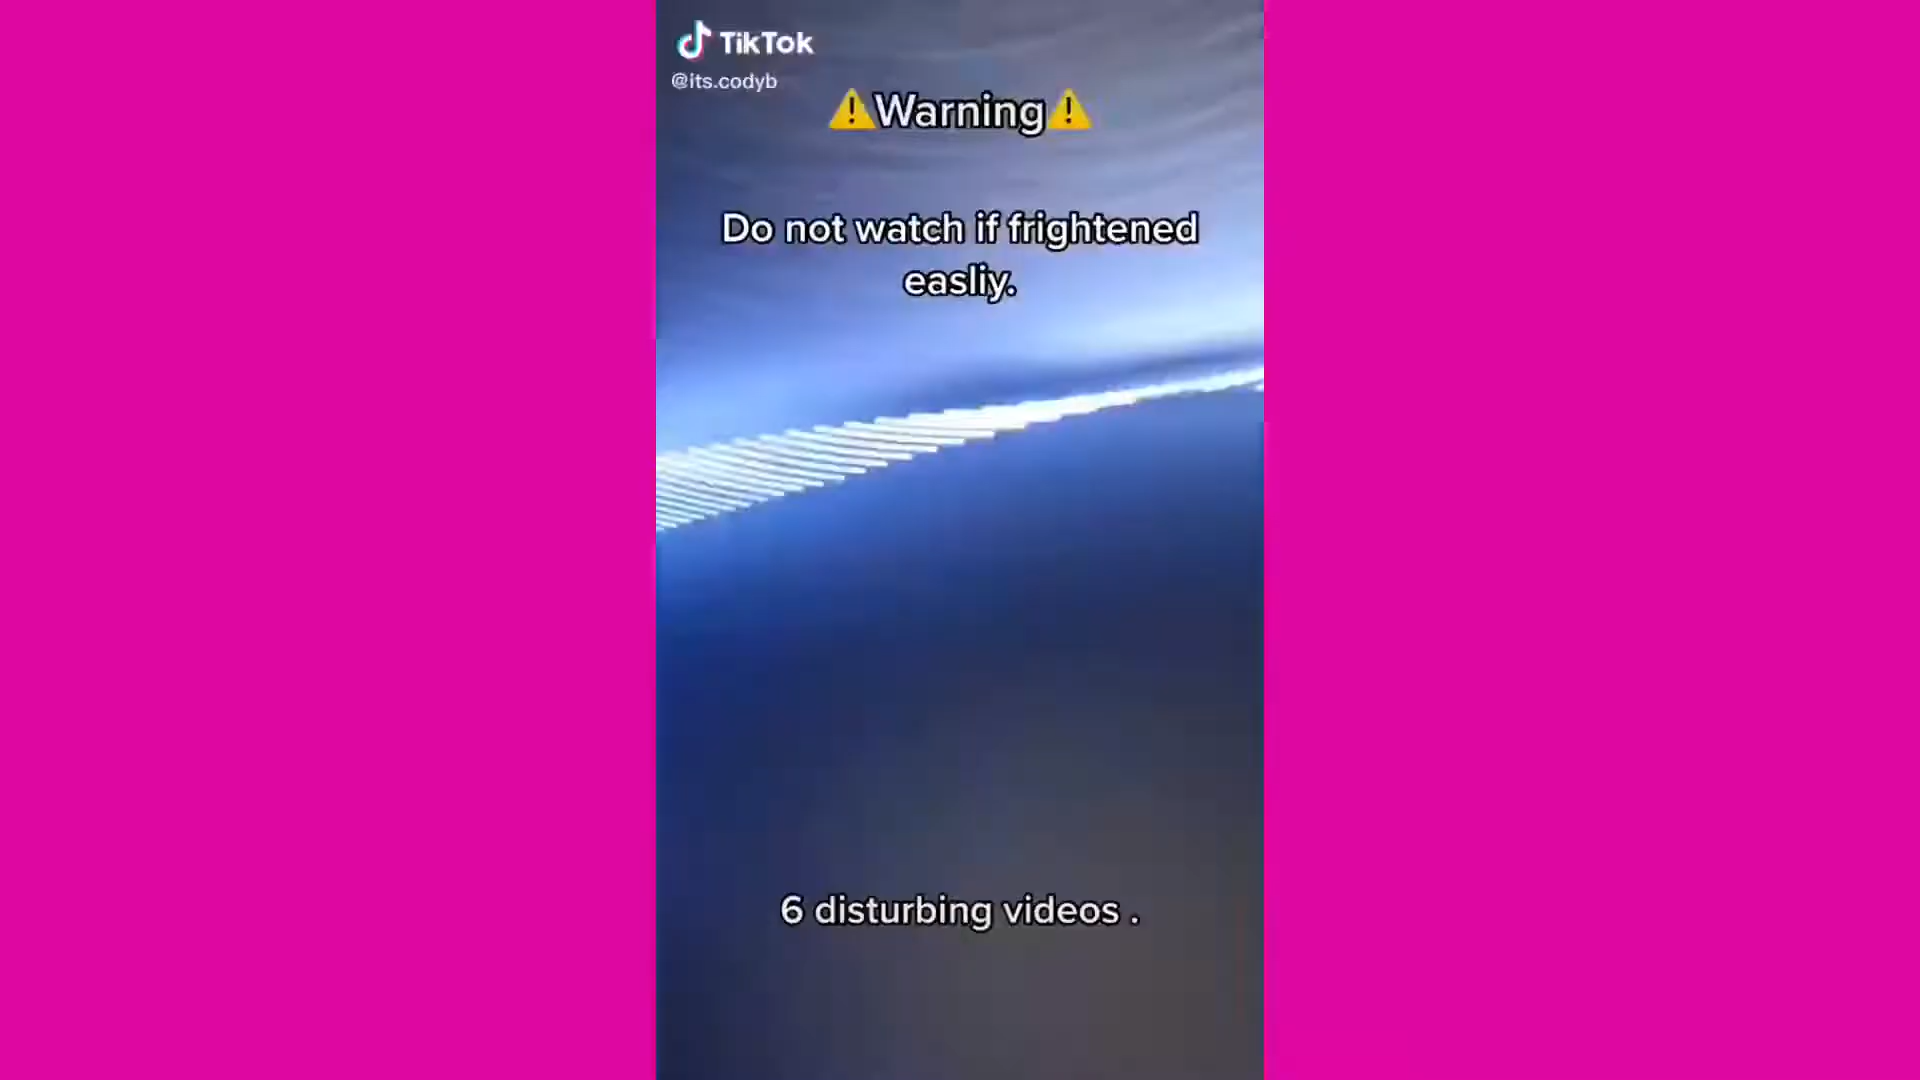 TikTok
@its.codyb
⚠️Warning⚠️
Do not watch if frightened
easliy.
6 disturbing videos .